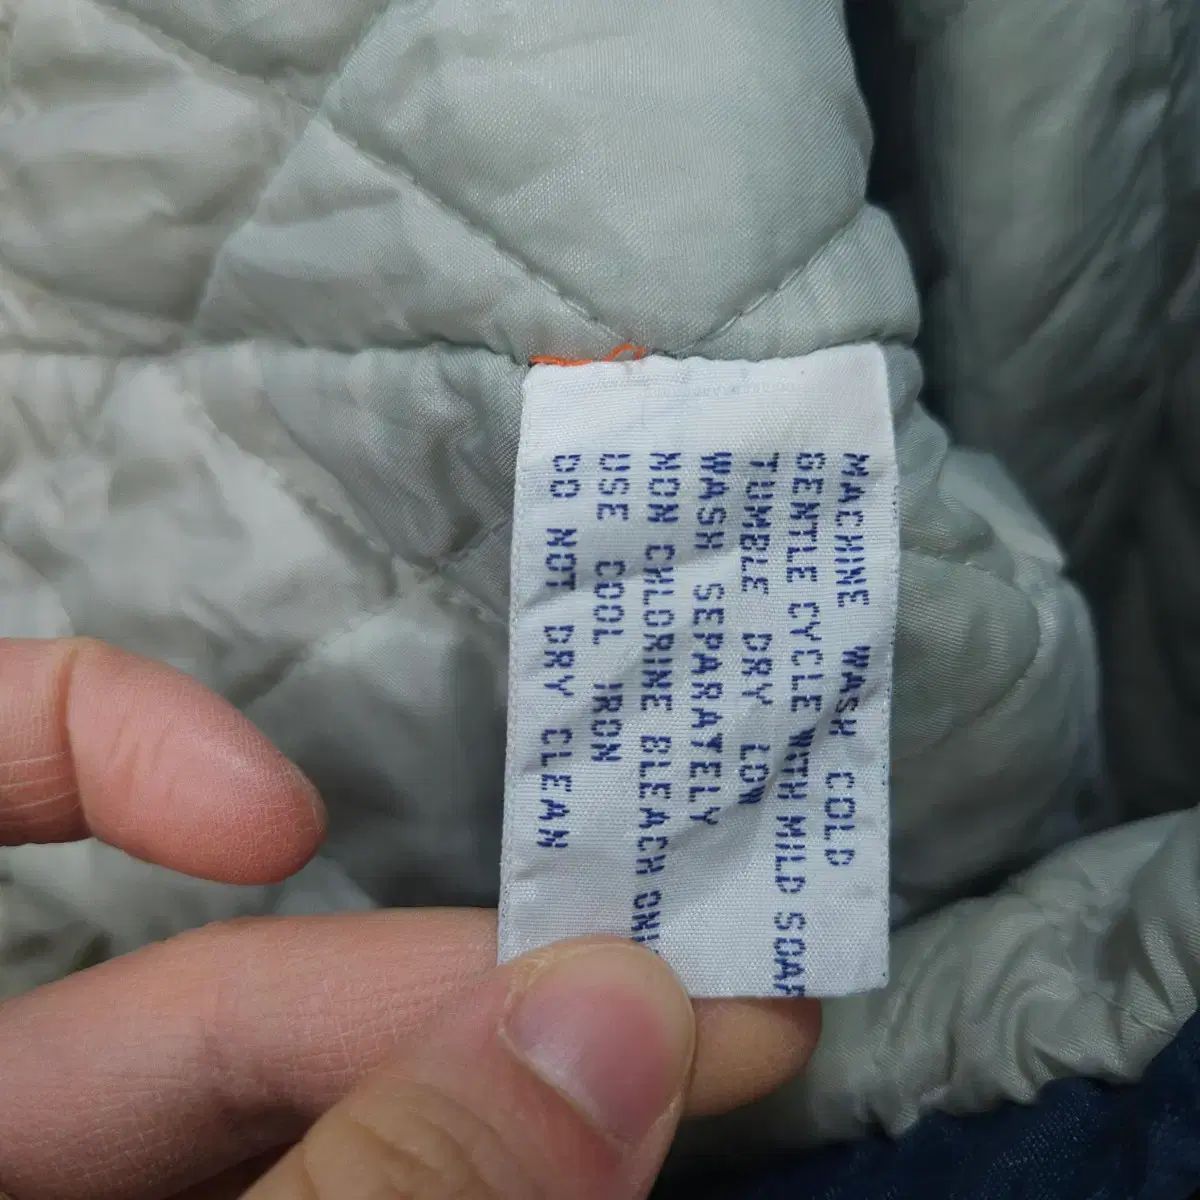 MACHINE WASH COLD
GENTLE CYCLE WITH MILD SOAP
TUMBLE DRY LOW
WASH SEPARATELY
NON CHLORINE BLEACH
USE COOL IRON
DO NOT DRY CLEAN